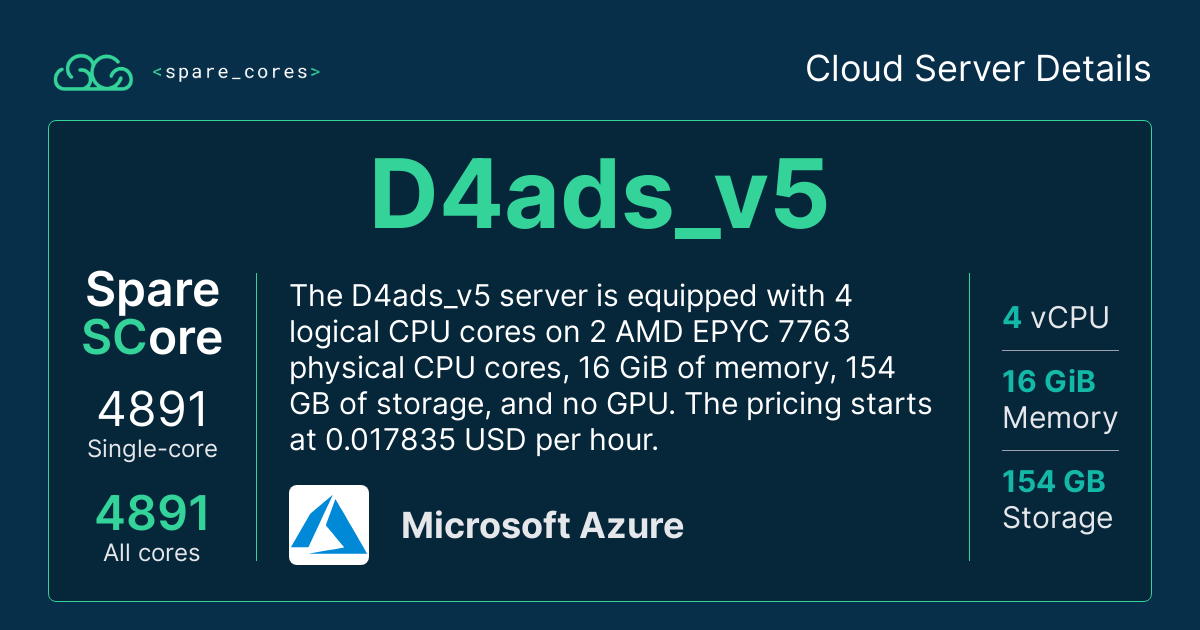 <spare_cores>
Cloud Server Details
D4ads_v5
Spare
SCore
4891
Single-core
4891
All cores
The D4ads_v5 server is equipped with 4
logical CPU cores on 2 AMD EPYC 7763
physical CPU cores, 16 GiB of memory, 154
GB of storage, and no GPU. The pricing starts
at 0.017835 USD per hour.
Microsoft Azure
4 vCPU
16 GiB
Memory
154 GB
Storage